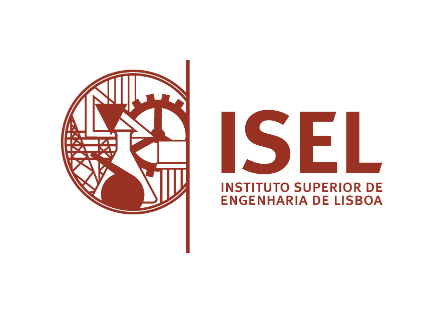 ISEL
INSTITUTO SUPERIOR DE
ENGENHARIA DE LISBOA